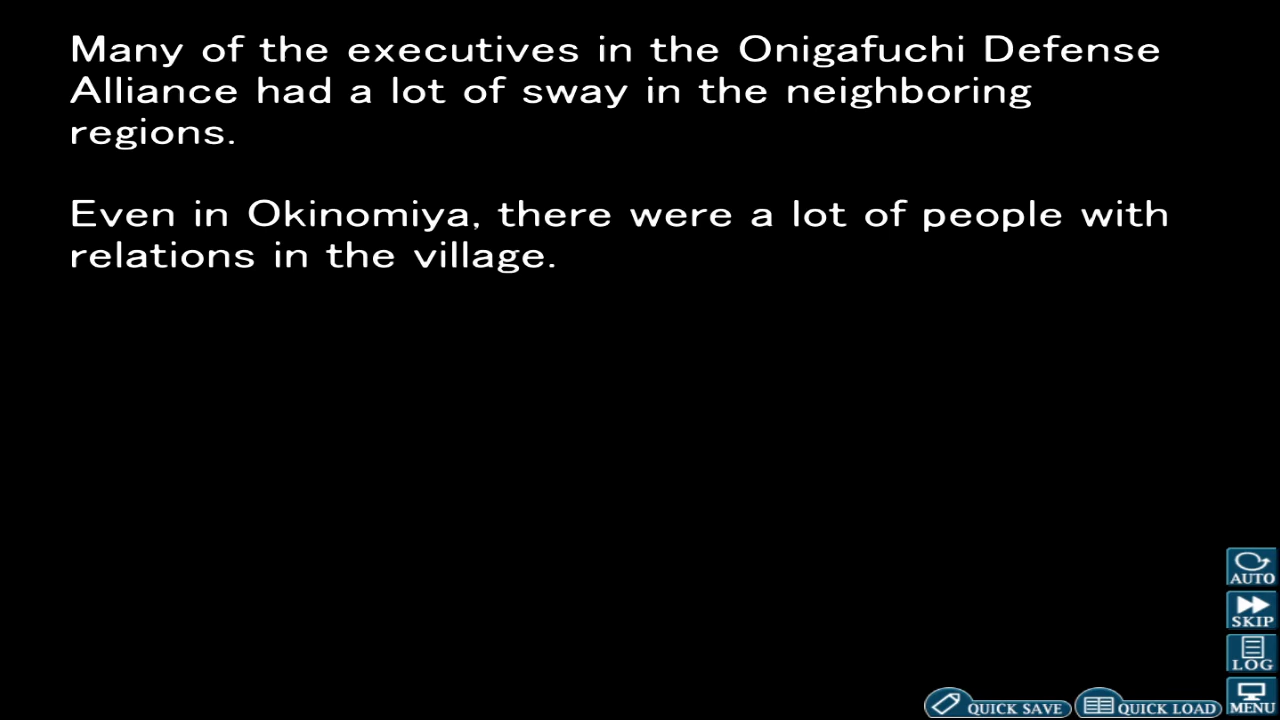 Many of the executives in the Onigafuchi Defense
Alliance had a lot of sway in the neighboring
regions.
Even in Okinomiya, there were a lot of people with
relations in the village.
AUTO
SKIP
LOG
QUICK SAVE
QUICK LOAD
MENU